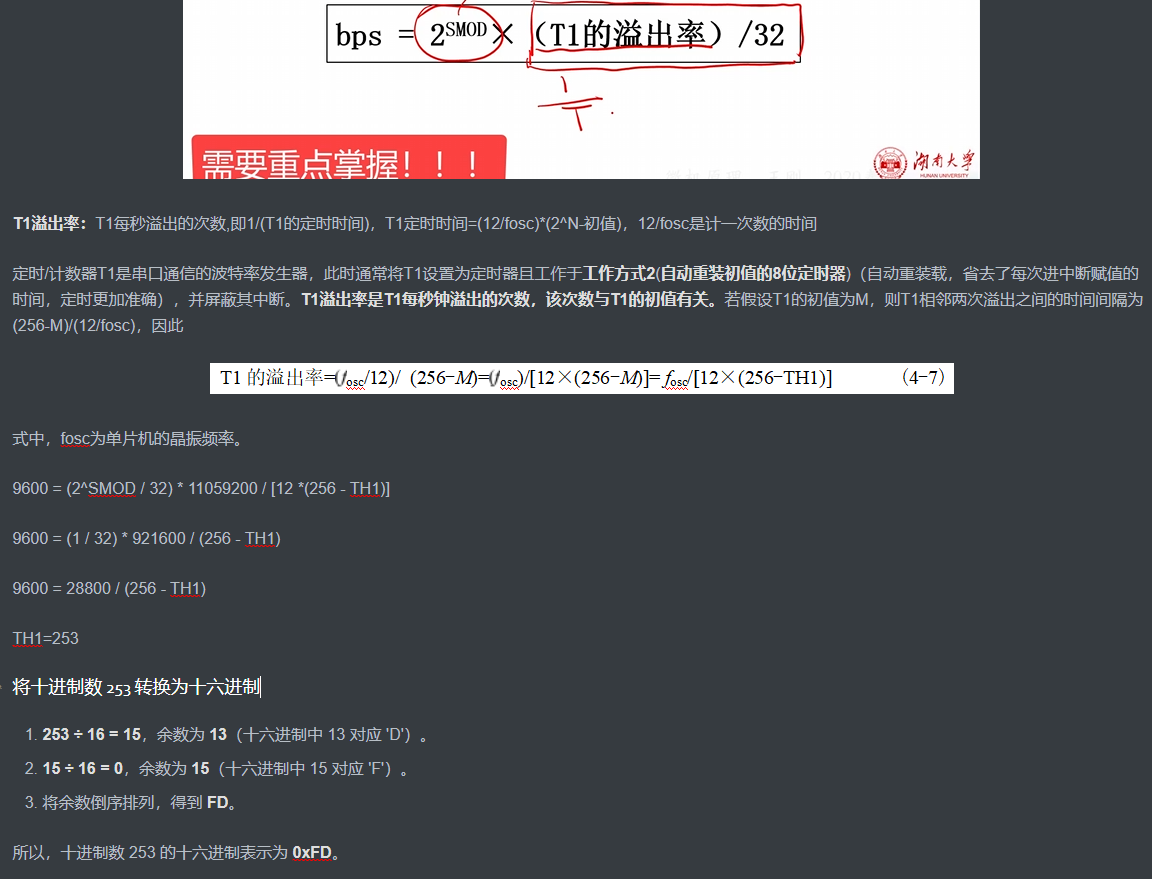 bps = 2^SMOD × （T1的溢出率）/32
1
T
需要重点掌握！！！
湖南大学
HUNAN UNIVERSITY
T1溢出率：T1每秒溢出的次数,即1/(T1的定时时间)，T1定时时间=(12/fosc)*(2^N-初值)，12/fosc是计一次数的时间
定时/计数器T1是串口通信的波特率发生器，此时通常将T1设置为定时器且工作于工作方式2(自动重装初值的8位定时器)（自动重装载，省去了每次进中断赋值的
时间，定时更加准确），并屏蔽其中断。T1溢出率是T1每秒钟溢出的次数，该次数与T1的初值有关。若假设T1的初值为M，则T1相邻两次溢出之间的时间间隔为
(256-M)/(12/fosc)，因此
T1 的溢出率=(fosc/12)/ (256−M)=(fosc)/[12×(256−M)]= fosc/[12×(256−TH1)] （4−7）
式中，fosc为单片机的晶振频率。
9600 = (2^SMOD / 32) * 11059200 / [12 *(256 - TH1)]
9600 = (1 / 32) * 921600 / (256 - TH1)
9600 = 28800 / (256 - TH1)
TH1=253
将十进制数 253 转换为十六进制
1. 253 ÷ 16 = 15，余数为 13（十六进制中 13 对应 'D'）。
2. 15 ÷ 16 = 0，余数为 15（十六进制中 15 对应 'F'）。
3. 将余数倒序排列，得到 FD。
所以，十进制数 253 的十六进制表示为 0xFD。